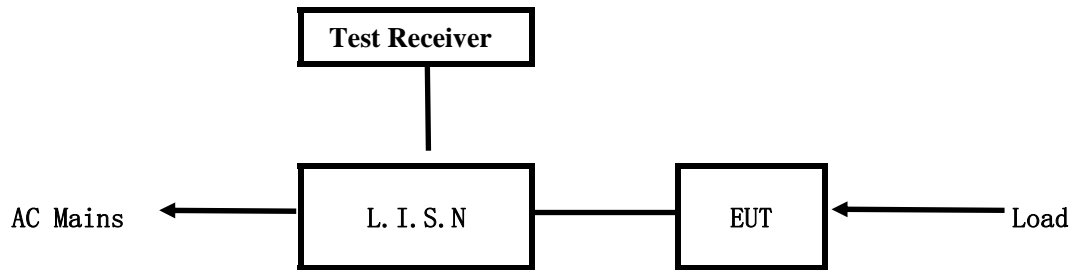 Test Receiver
AC Mains
L.I.S.N
EUT
Load